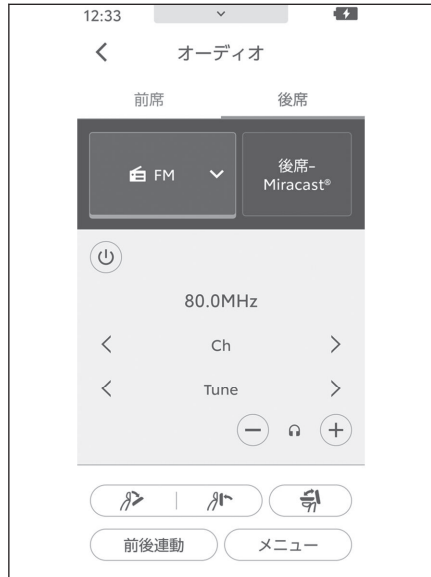 12:33
オーディオ
前席 後席
FM
後席-
Miracast®
80.0MHz
Ch
Tune
前後連動 メニュー